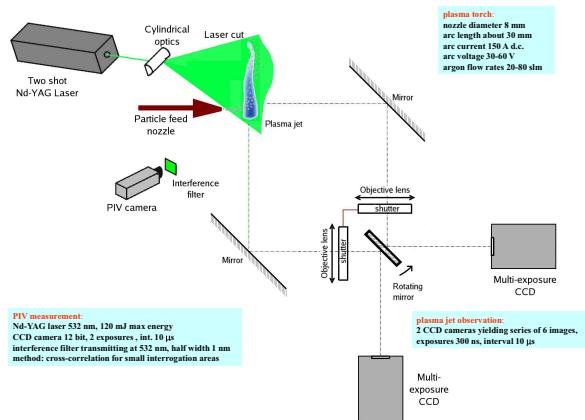 plasma torch:
nozzle diameter 8 mm
arc length about 30 mm
arc current 150 A d.c.
arc voltage 30-60 V
argon flow rates 20-80 slm
Cylindrical
optics
Laser cut
Two shot
Nd-YAG Laser
Mirror
Particle feed
nozzle
Plasma jet
Interference
filter
PIV camera
Objective lens
shutter
Objective lens
shutter
Mirror
Rotating
mirror
Multi-exposure
CCD
PIV measurement:
Nd-YAG laser 532 nm, 120 mJ max energy
CCD camera 12 bit, 2 exposures , int. 10 μs
interference filter transmitting at 532 nm, half width 1 nm
method: cross-correlation for small interrogation areas
plasma jet observation:
2 CCD cameras yielding series of 6 images,
exposures 300 ns, interval 10 μs
Multi-
exposure
CCD